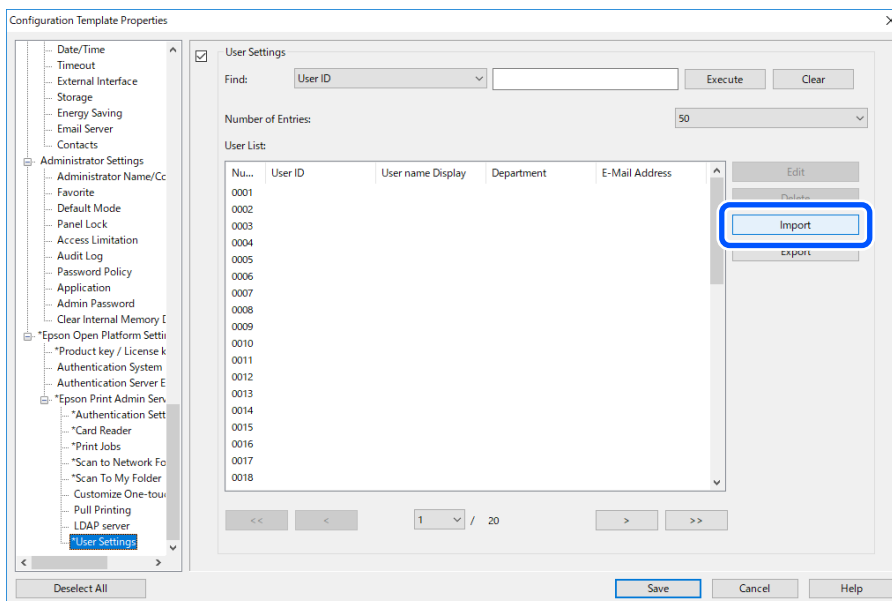 Configuration Template Properties
Date/Time
Timeout
External Interface
Storage
Energy Saving
Email Server
Contacts
Administrator Settings
Administrator Name/Cc
Favorite
Default Mode
Panel Lock
Access Limitation
Audit Log
Password Policy
Application
Admin Password
Clear Internal Memory D
*Epson Open Platform Settin
*Product key / License k
Authentication System
Authentication Server E
*Epson Print Admin Serv
*Authentication Sett
*Card Reader
*Print Jobs
*Scan to Network Fo
*Scan To My Folder
Customize One-touc
Pull Printing
LDAP server
*User Settings
User Settings
Find: User ID Execute Clear
Number of Entries: 50
User List:
Nu... User ID User name Display Department E-Mail Address
0001
0002
0003
0004
0005
0006
0007
0008
0009
0010
0011
0012
0013
0014
0015
0016
0017
0018
Edit
Delete
Import
Export
<< < 1 / 20 > >>
Deselect All Save Cancel Help